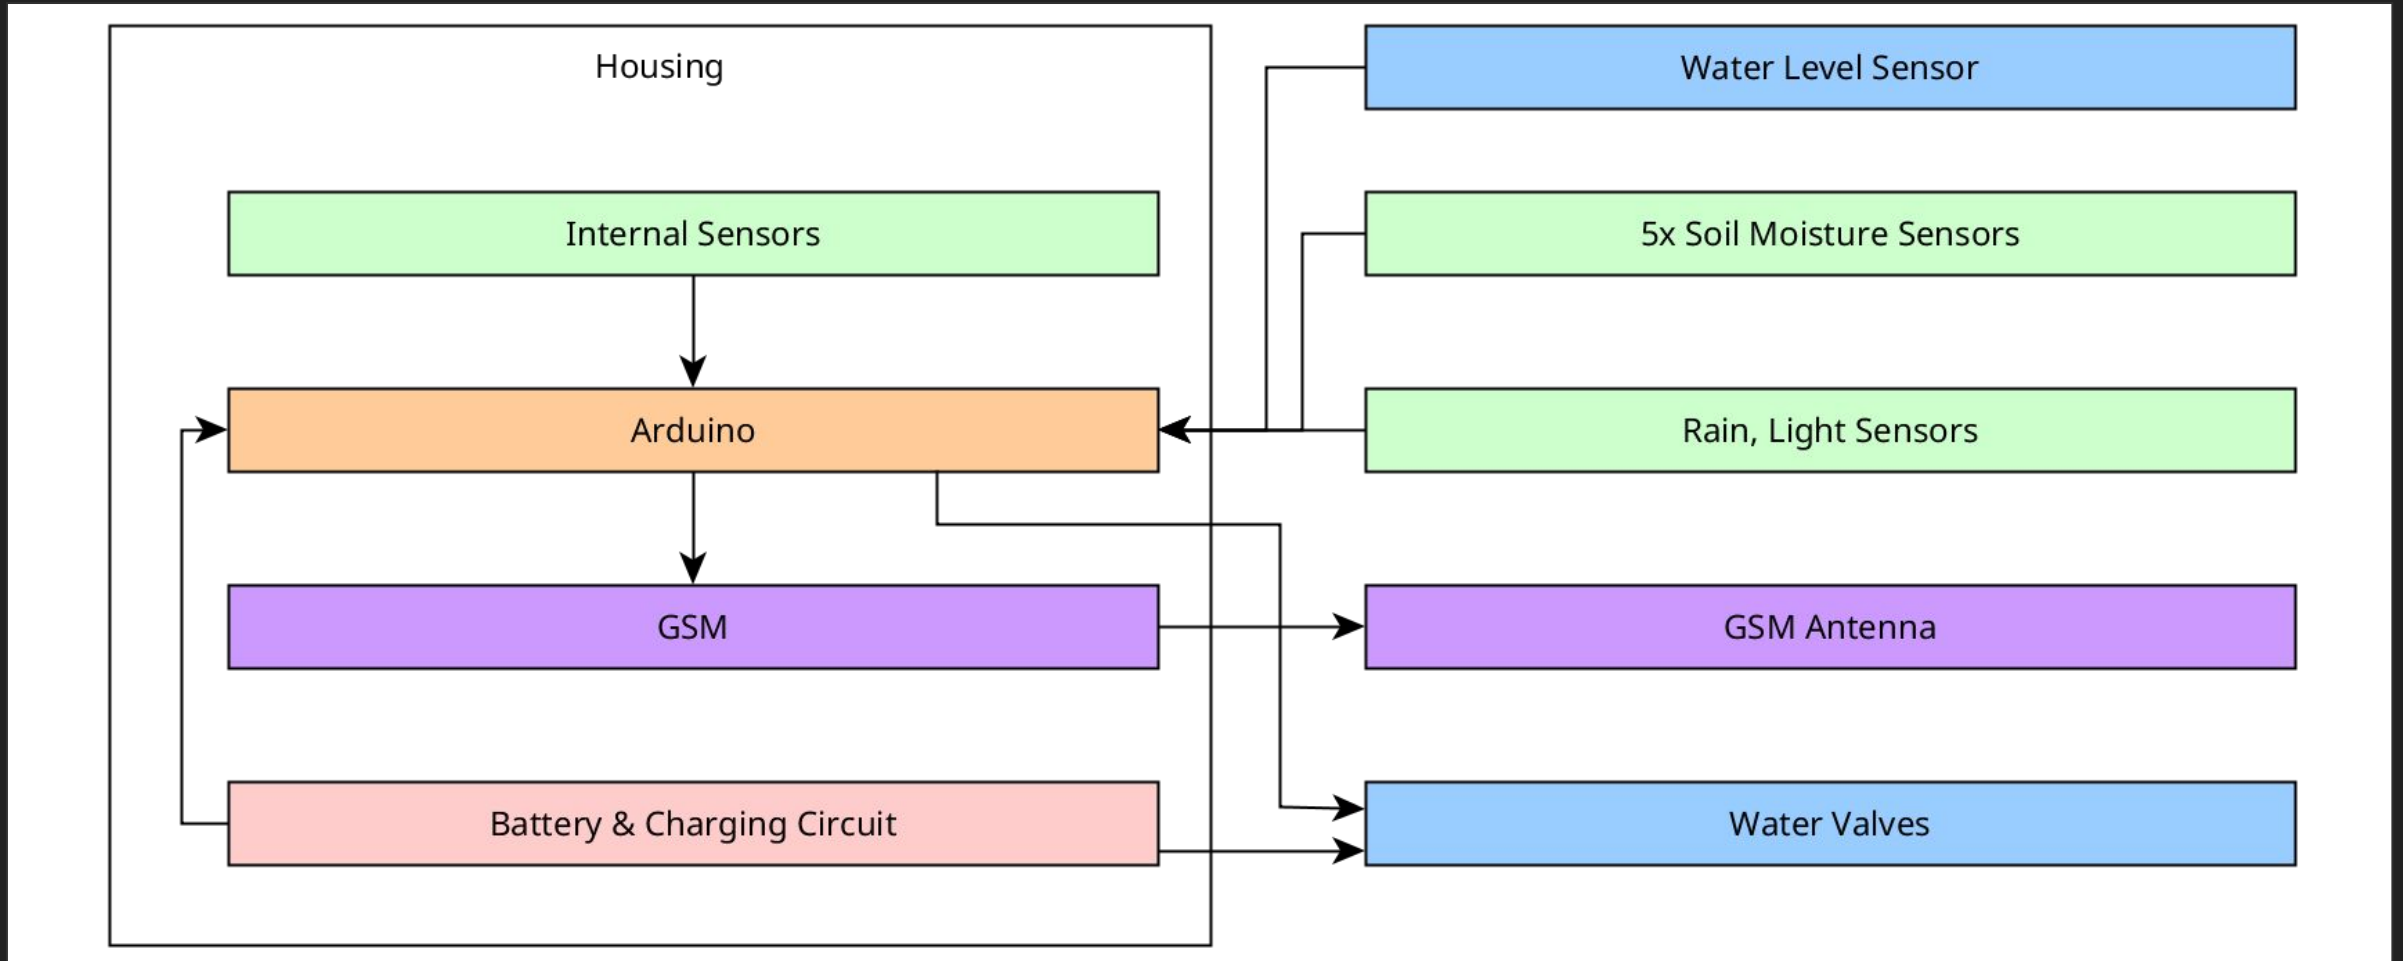 Housing
Water Level Sensor
Internal Sensors
5x Soil Moisture Sensors
Arduino
Rain, Light Sensors
GSM
GSM Antenna
Battery & Charging Circuit
Water Valves